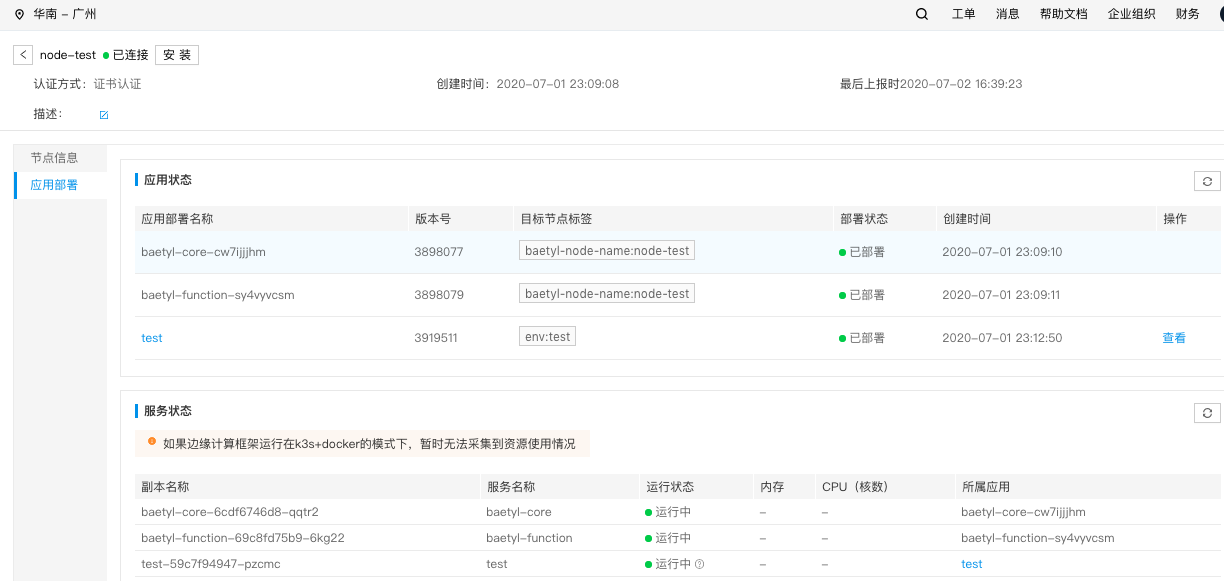 华南 – 广州 工单 消息 帮助文档 企业组织 财务
node-test 已连接 安 装
认证方式: 证书认证 创建时间: 2020-07-01 23:09:08 最后上报时2020-07-02 16:39:23
描述:
节点信息
应用部署
应用状态
应用部署名称 版本号 目标节点标签 部署状态 创建时间 操作
baetyl-core-cw7ijjjhm 3898077 baetyl-node-name:node-test 已部署 2020-07-01 23:09:10
baetyl-function-sy4vyvcsm 3898079 baetyl-node-name:node-test 已部署 2020-07-01 23:09:11
test 3919511 env:test 已部署 2020-07-01 23:12:50 查看
服务状态
如果边缘计算框架运行在k3s+docker的模式下，暂时无法采集到资源使用情况
副本名称 服务名称 运行状态 内存 CPU（核数） 所属应用
baetyl-core-6cdf6746d8-qqtr2 baetyl-core 运行中 – – baetyl-core-cw7ijjjhm
baetyl-function-69c8fd75b9-6kg22 baetyl-function 运行中 – – baetyl-function-sy4vyvcsm
test-59c7f94947-pzcmc test 运行中 – – test